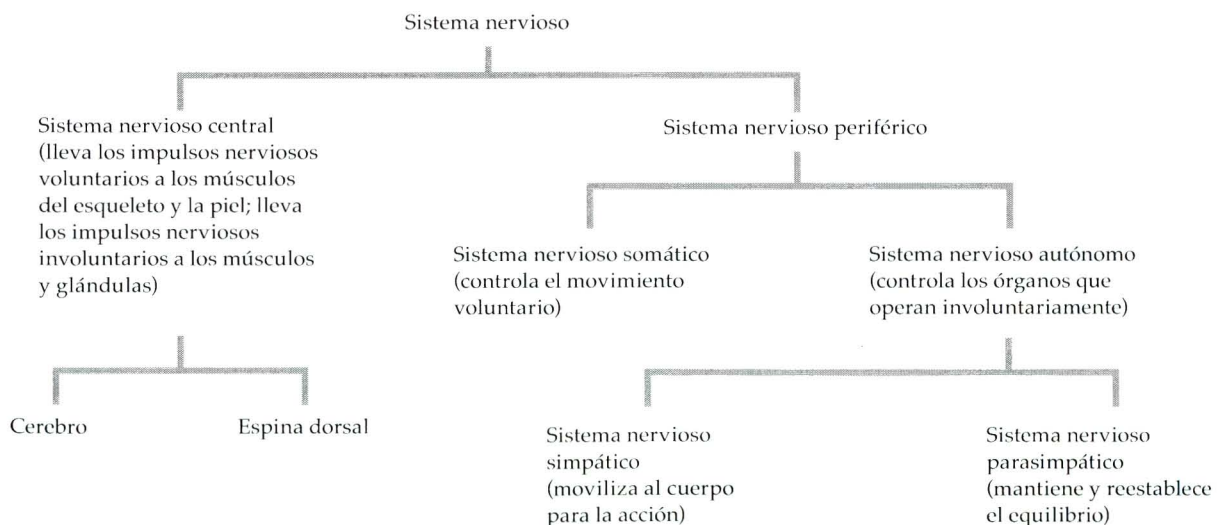 Sistema nervioso
Sistema nervioso central
(lleva los impulsos nerviosos
voluntarios a los músculos
del esqueleto y la piel; lleva
los impulsos nerviosos
involuntarios a los músculos
y glándulas)
Sistema nervioso periférico
Sistema nervioso somático
(controla el movimiento
voluntario)
Sistema nervioso autónomo
(controla los órganos que
operan involuntariamente)
Cerebro
Espina dorsal
Sistema nervioso
simpático
(moviliza al cuerpo
para la acción)
Sistema nervioso
parasimpático
(mantiene y reestablece
el equilibrio)